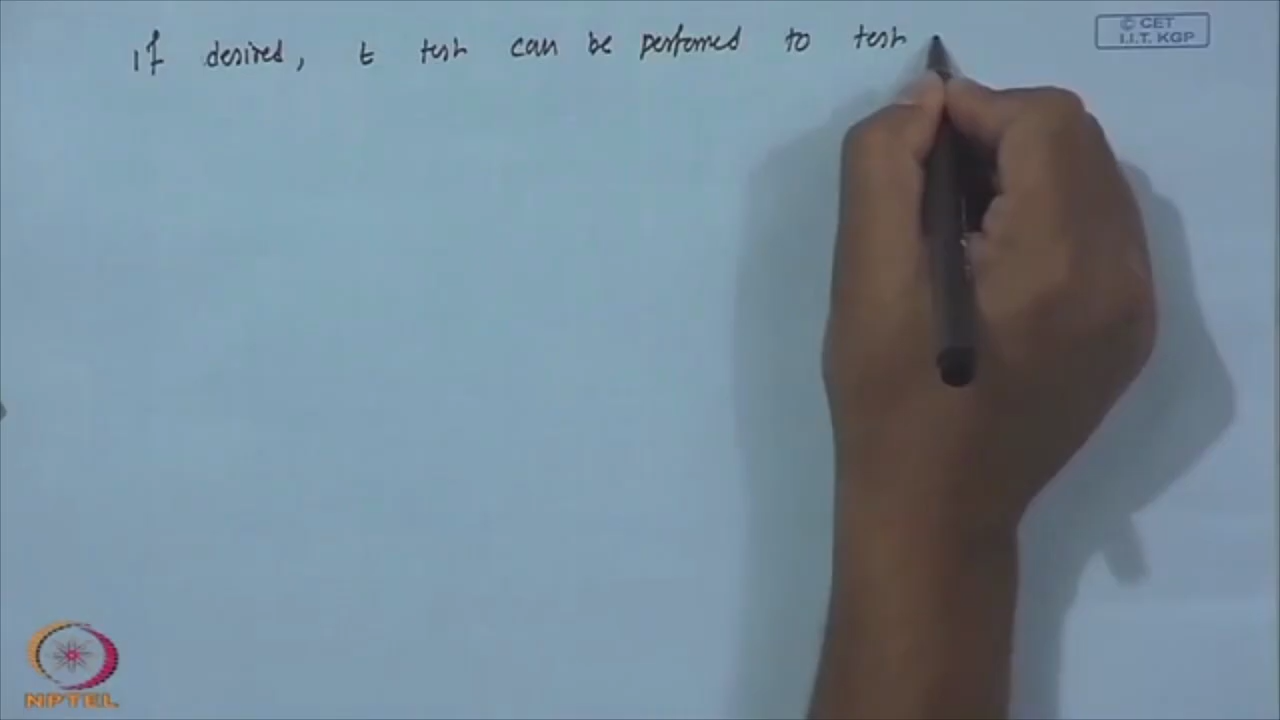 If desired, t test can be performed to test
© CET
I.I.T. KGP
NPTEL